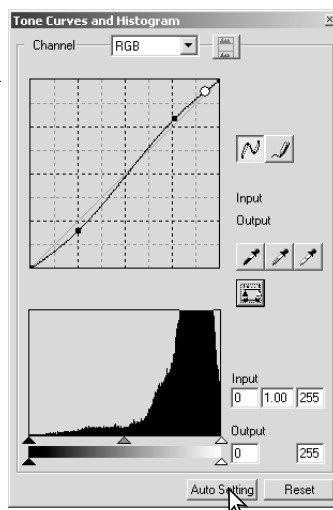 Tone Curves and Histogram
Channel RGB
Input
Output
Input
0 1.00 255
Output
0 255
Auto Setting Reset